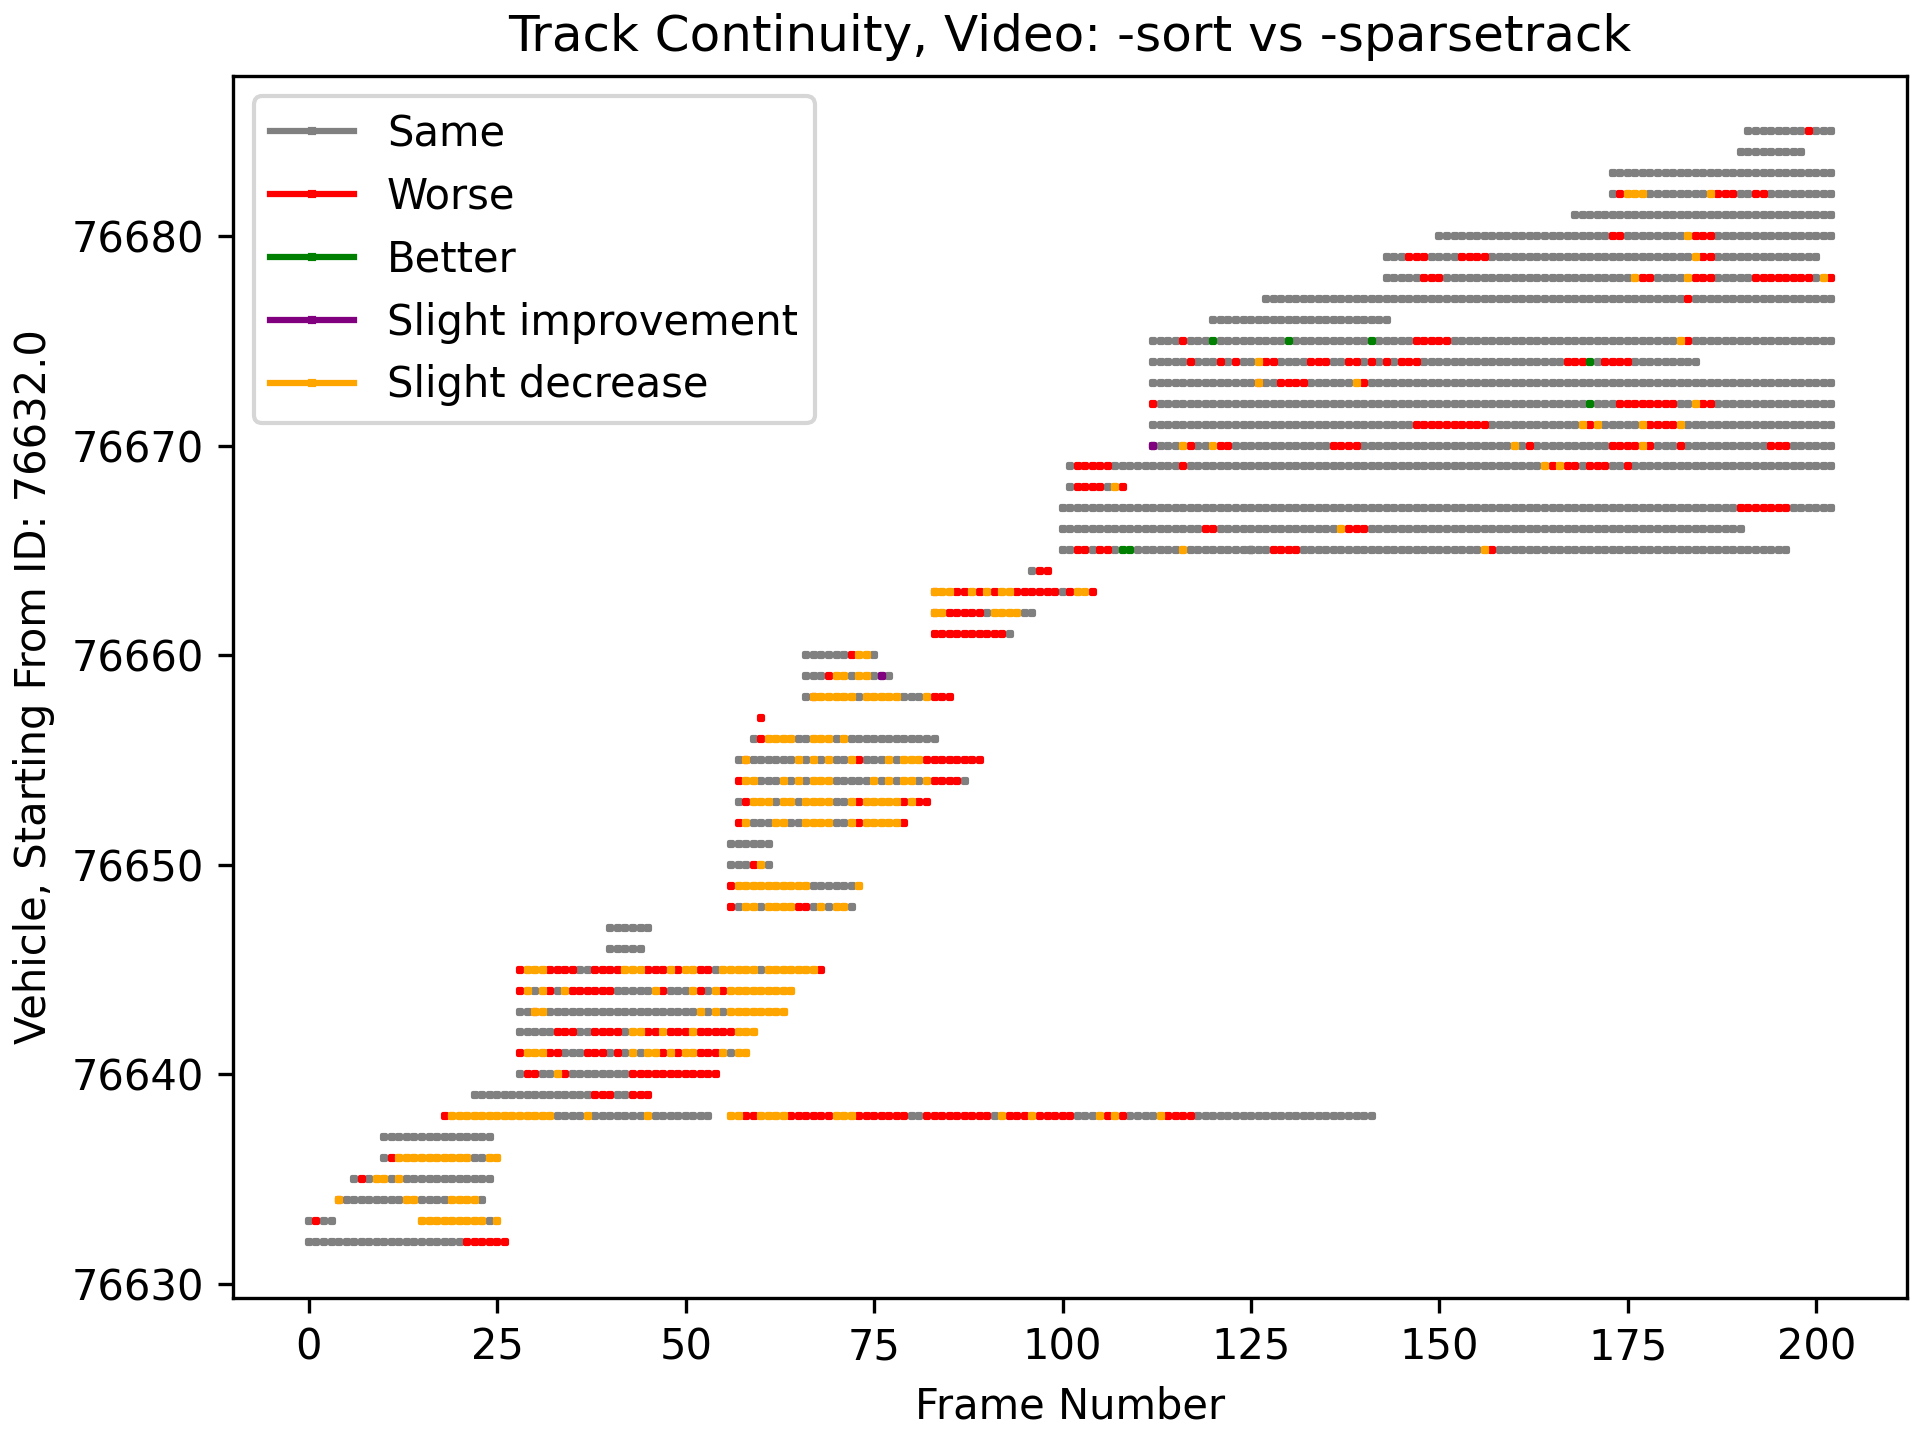 Track Continuity, Video: -sort vs -sparsetrack
Same
Worse
Better
Slight improvement
Slight decrease
Vehicle, Starting From ID: 76632.0
76680
76670
76660
76650
76640
76630
0 25 50 75 100 125 150 175 200
Frame Number